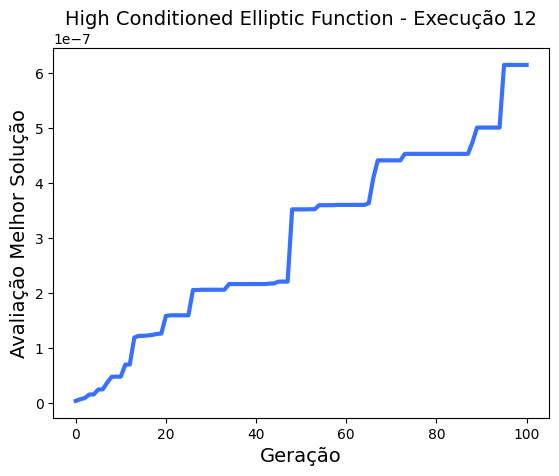 High Conditioned Elliptic Function - Execução 12
1e−7
6
5
4
3
2
1
0
Avaliação Melhor Solução
0 20 40 60 80 100
Geração